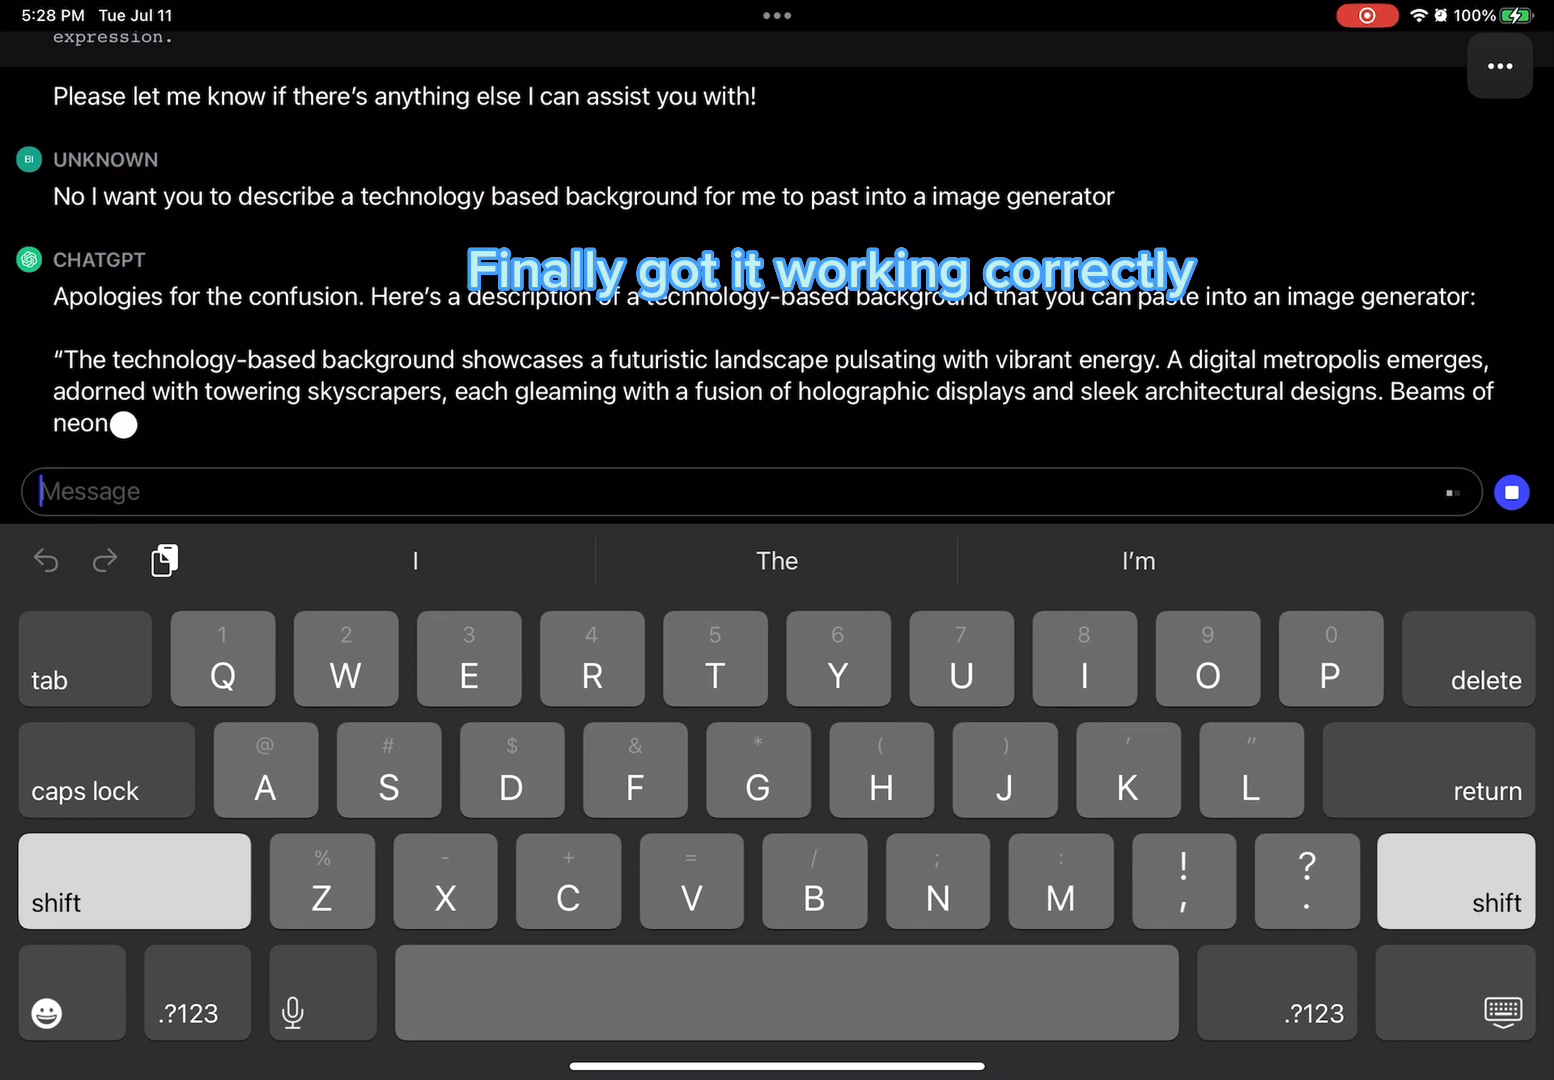 5:28 PM Tue Jul 11
100%
expression.
Please let me know if there's anything else I can assist you with!
BI UNKNOWN
No I want you to describe a technology based background for me to past into a image generator
CHATGPT
Finally got it working correctly
Apologies for the confusion. Here's a description of a technology-based background that you can paste into an image generator:
“The technology-based background showcases a futuristic landscape pulsating with vibrant energy. A digital metropolis emerges,
adorned with towering skyscrapers, each gleaming with a fusion of holographic displays and sleek architectural designs. Beams of
neon
Message
I The I'm
1 2 3 4 5 6 7 8 9 0
tab Q W E R T Y U I O P delete
@ # $ & * ( ) ' "
caps lock A S D F G H J K L return
% - + = / ; : ! ?
shift Z X C V B N M , . shift
.?123 .?123